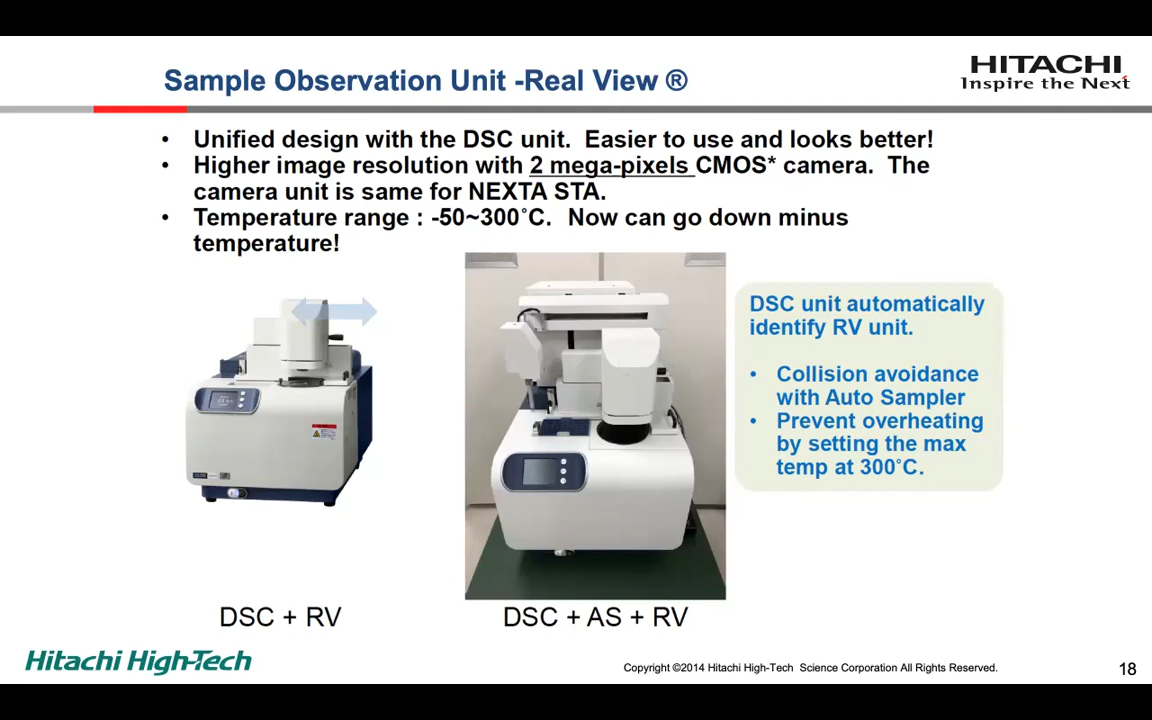 Sample Observation Unit -Real View ®
HITACHI
Inspire the Next
• Unified design with the DSC unit. Easier to use and looks better!
• Higher image resolution with 2 mega-pixels CMOS* camera. The
camera unit is same for NEXTA STA.
• Temperature range : -50~300˚C. Now can go down minus
temperature!
DSC unit automatically
identify RV unit.
• Collision avoidance
with Auto Sampler
• Prevent overheating
by setting the max
temp at 300˚C.
DSC + RV
DSC + AS + RV
Hitachi High-Tech
Copyright ©2014 Hitachi High-Tech Science Corporation All Rights Reserved.
18